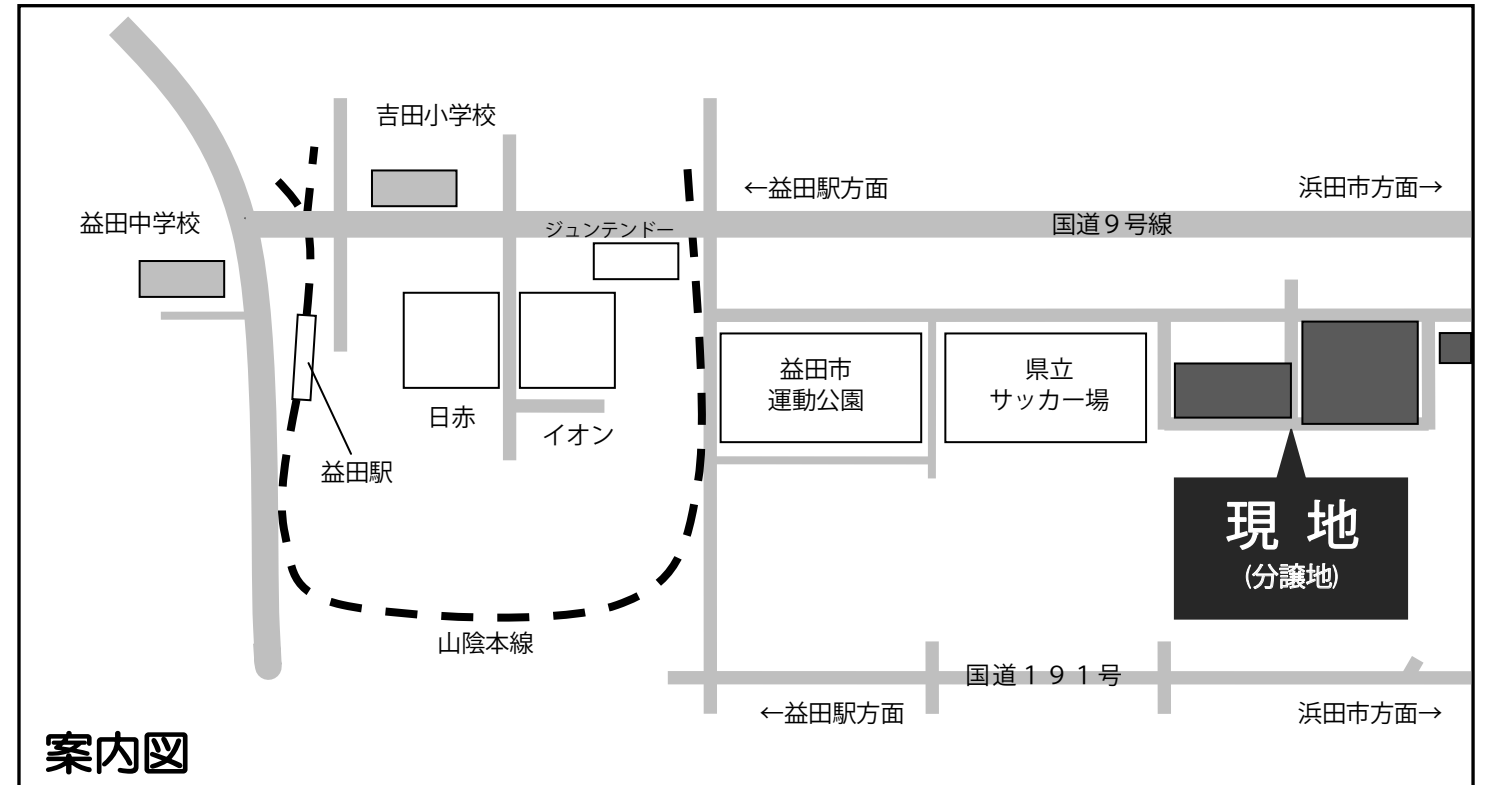 吉田小学校
←益田駅方面
浜田市方面→
益田中学校
ジュンテンドー
国道９号線
益田市
運動公園
県立
サッカー場
日赤
イオン
益田駅
現 地
(分譲地)
山陰本線
国道１９１号
←益田駅方面
浜田市方面→
案内図